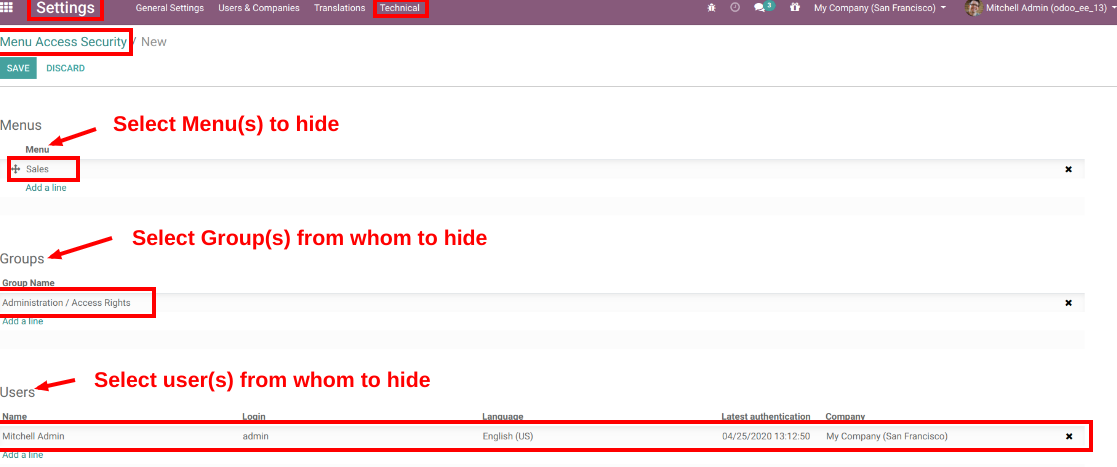 Settings General Settings Users & Companies Translations Technical 3 My Company (San Francisco) Mitchell Admin (odoo_ee_13)
Menu Access Security / New
SAVE DISCARD
Select Menu(s) to hide
Menus
Menu
Sales
Add a line
Select Group(s) from whom to hide
Groups
Group Name
Administration / Access Rights
Add a line
Select user(s) from whom to hide
Users
Name Login Language Latest authentication Company
Mitchell Admin admin English (US) 04/25/2020 13:12:50 My Company (San Francisco)
Add a line